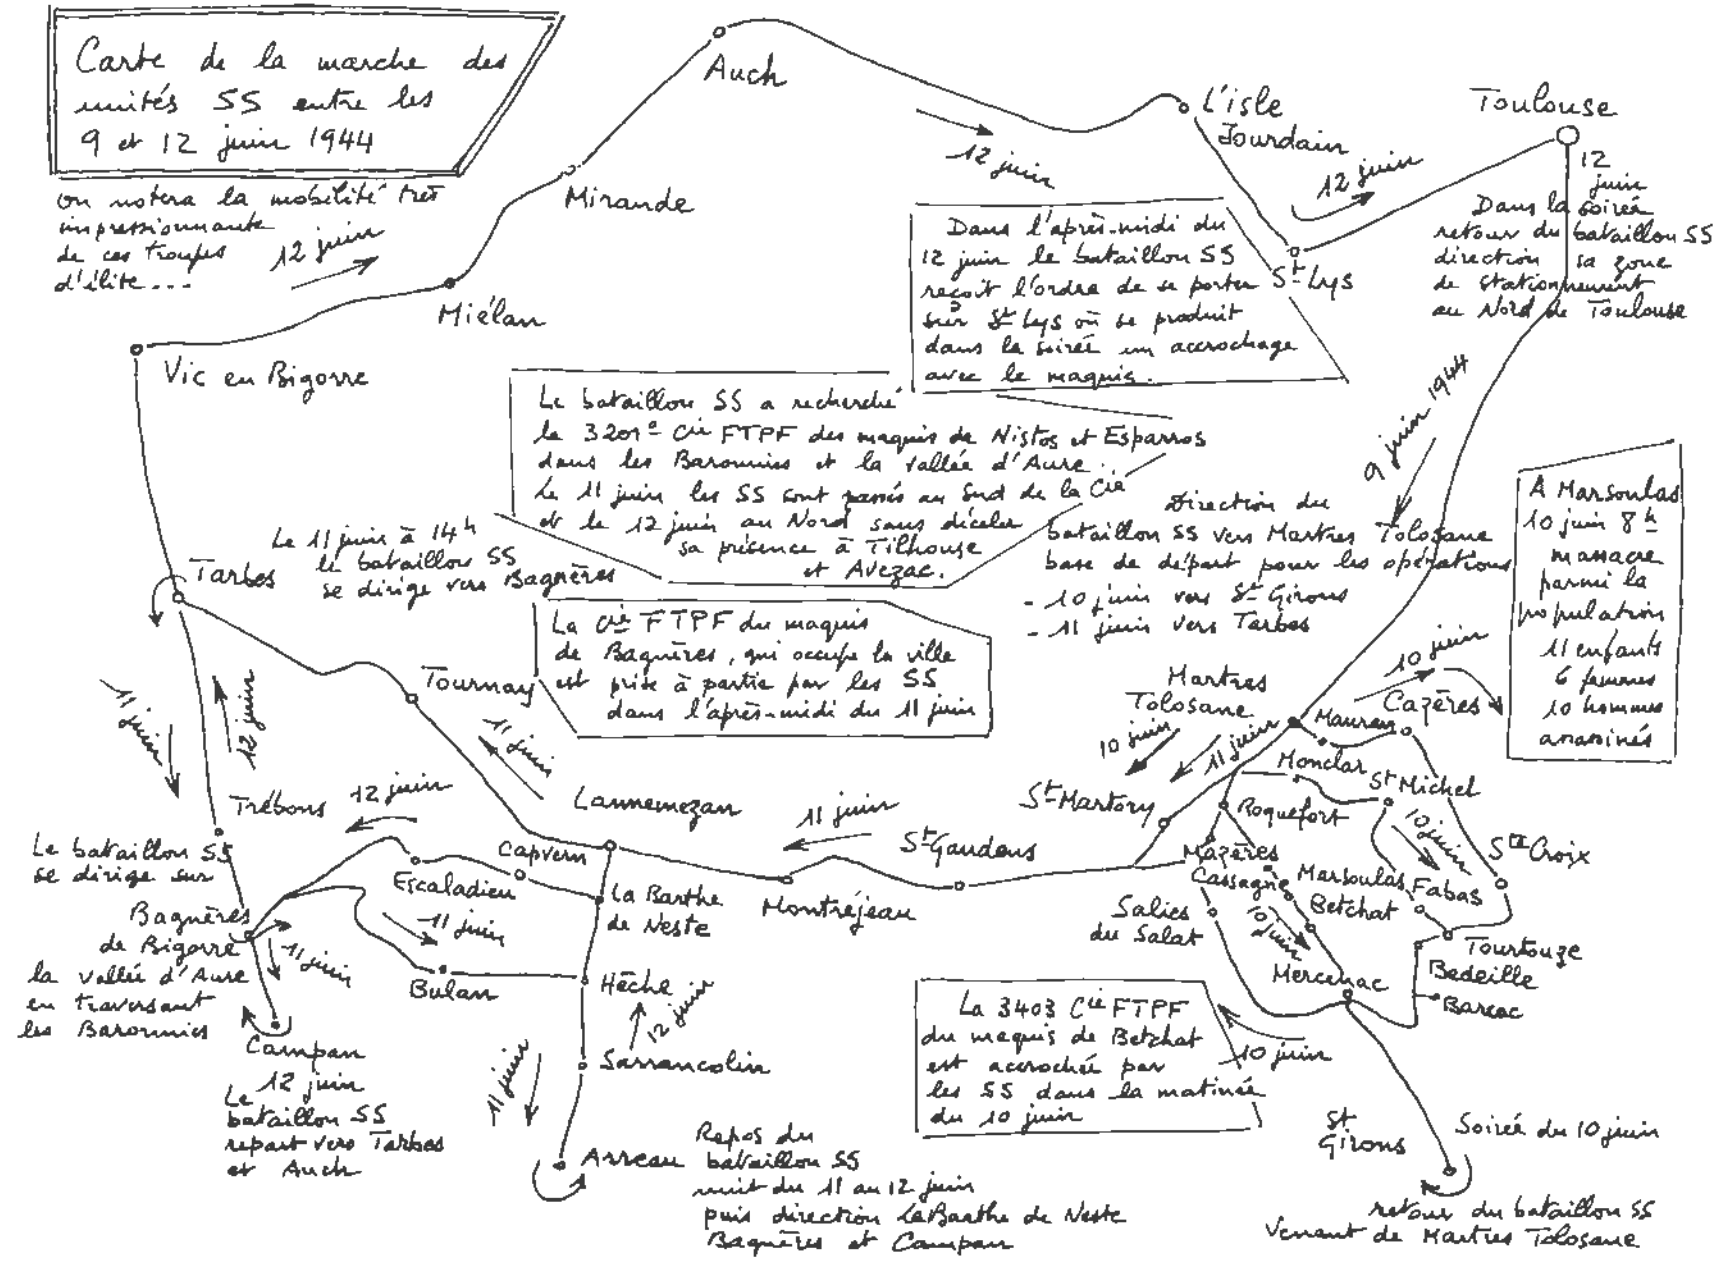 Carte de la marche des
unités SS entre les
9 et 12 juin 1944
on notera la mobilité très
impressionnante
de ces troupes
d'élite...
12 juin
Auch
12 juin
L'isle
Jourdain
Toulouse
12 juin
12
juin
Dans la soirée
retour du bataillon SS
direction sa zone
de stationnement
au Nord de Toulouse
Mirande
Miélan
Vic en Bigorre
Dans l'après-midi du
12 juin le bataillon SS
reçoit l'ordre de se porter
sur St Lys où se produit
dans la soirée un accrochage
avec le maquis.
St Lys
9 juin 1944
Le bataillon SS a recherché
la 3201e Cie FTPF des maquis de Nistos et Esparros
dans les Baronnies et la vallée d'Aure..
Le 11 juin les SS sont passés au Sud de la Cie
et le 12 juin au Nord sans déceler
sa présence à Tilhouse
et Avezac.
Direction du
bataillon SS vers Martres Tolosane
base de départ pour les opérations
- 10 juin vers St Girons
- 11 juin vers Tarbes
A Marsoulas
10 juin 8h
massacre
parmi la
population
11 enfants
6 femmes
10 hommes
assassinés
Le 11 juin à 14h
le bataillon SS
se dirige vers Bagnères
Tarbes
La Cie FTPF du maquis
de Bagnères, qui occupe la ville
est prise à partie par les SS
dans l'après-midi du 11 juin
Tournay
11 juin
12 juin
11 juin
Martres
Tolosane
10 juin
11 juin
10 juin
Mauran
Cazères
Monclar
St Michel
Roquefort
10 juin
Ste Croix
Trébons
12 juin
Lannemezan
11 juin
St Gaudens
St Martory
Capvern
Escaladieu
La Barthe
de Neste
Montréjeau
Mazères
Cassagne
Marsoulas
Betchat
Fabas
Salies
du Salat
10 juin
Tourtouze
Bedeille
Barcac
Mercenac
Le bataillon SS
se dirige sur
Bagnères
de Bigorre
la vallée d'Aure
en traversant
les Baronnies
11 juin
11 juin
Bulan
Hêche
12 juin
Sarrancolin
11 juin
Campan
12 juin
Le
bataillon SS
repart vers Tarbes
et Auch
La 3403 Cie FTPF
du maquis de Betchat
est accrochée par
les SS dans la matinée
du 10 juin
10 juin
St
Girons
Soirée du 10 juin
retour du bataillon SS
venant de Martres Tolosane
Arreau
Repos du
bataillon SS
nuit du 11 au 12 juin
puis direction La Barthe de Neste
Bagnères et Campan